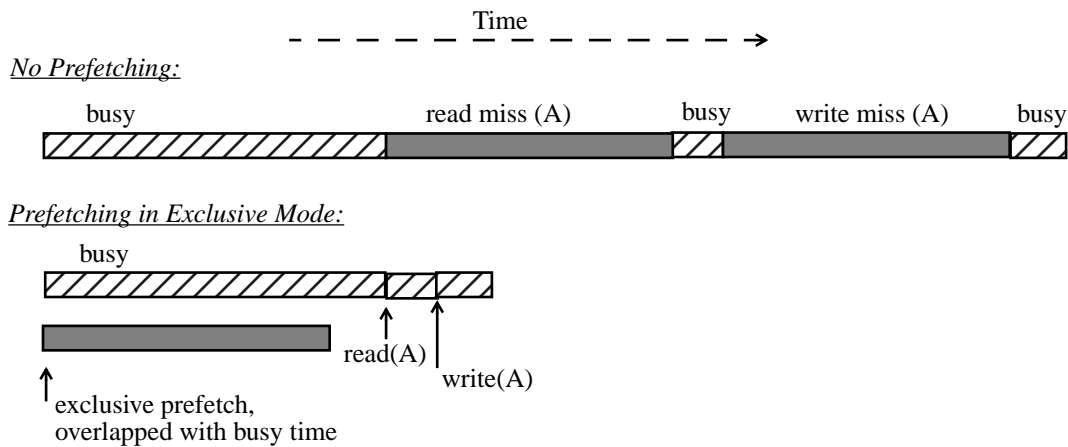 Time
No Prefetching:
busy read miss (A) busy write miss (A) busy
Prefetching in Exclusive Mode:
busy
read(A)
write(A)
exclusive prefetch,
overlapped with busy time